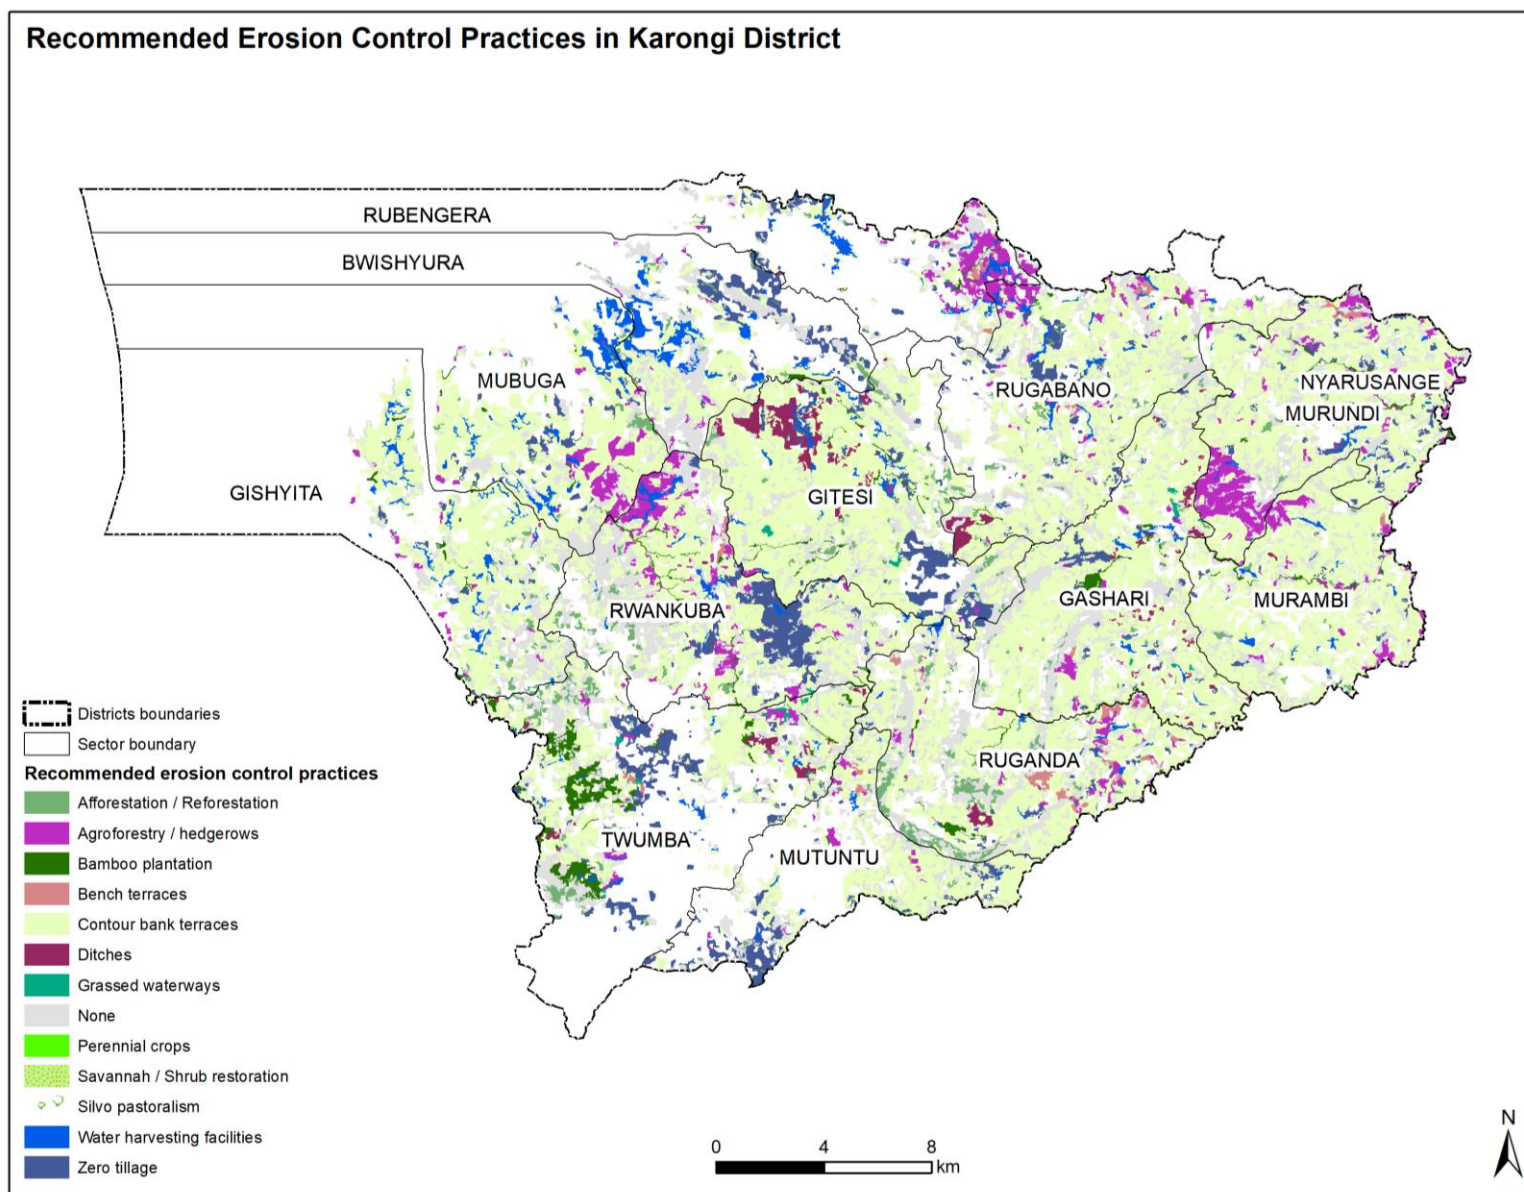 Recommended Erosion Control Practices in Karongi District
RUBENGERA
BWISHYURA
MUBUGA
RUGABANO
NYARUSANGE
MURUNDI
GISHYITA
GITESI
RWANKUBA
GASHARI
MURAMBI
RUGANDA
TWUMBA
MUTUNTU
Districts boundaries
Sector boundary
Recommended erosion control practices
Afforestation / Reforestation
Agroforestry / hedgerows
Bamboo plantation
Bench terraces
Contour bank terraces
Ditches
Grassed waterways
None
Perennial crops
Savannah / Shrub restoration
Silvo pastoralism
Water harvesting facilities
Zero tillage
0 4 8
km
N